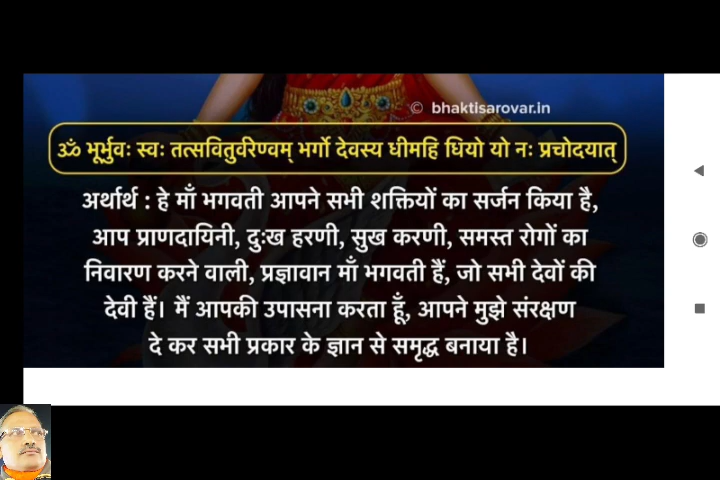 © bhaktisarovar.in
ॐ भूर्भुवः स्वः तत्सवितुर्वरेण्यम् भर्गो देवस्य धीमहि धियो यो नः प्रचोदयात्
अर्थार्थ : हे माँ भगवती आपने सभी शक्तियों का सर्जन किया है,
आप प्राणदायिनी, दुःख हरणी, सुख करणी, समस्त रोगों का
निवारण करने वाली, प्रज्ञावान माँ भगवती हैं, जो सभी देवों की
देवी हैं। मैं आपकी उपासना करता हूँ, आपने मुझे संरक्षण
दे कर सभी प्रकार के ज्ञान से समृद्ध बनाया है।